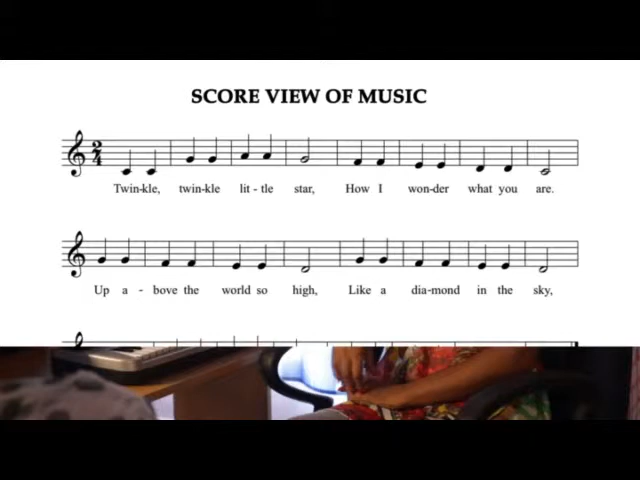 SCORE VIEW OF MUSIC
2
4
Twin-kle, twin-kle lit - tle star, How I won-der what you are.
Up a - bove the world so high, Like a dia-mond in the sky,